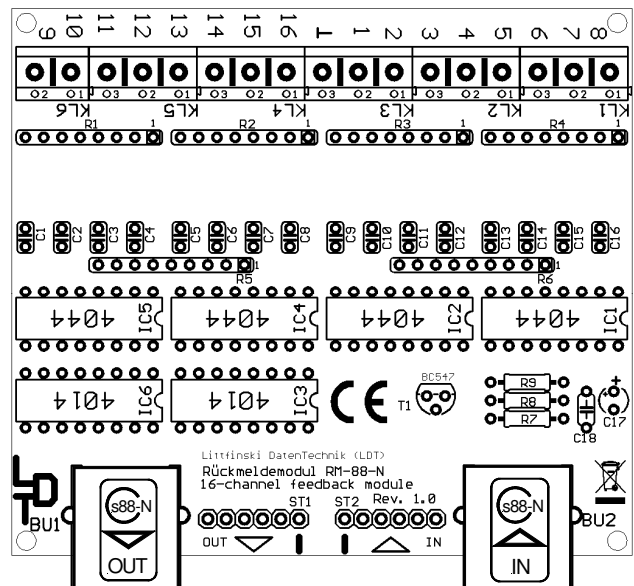 9 10 11 12 13 14 15 16 ⊥ 1 2 3 4 5 6 7 8
O2 O1 O3 O2 O1 O3 O2 O1 O3 O2 O1 O3 O2 O1 O3 O2 O1
KL6 KL5 KL4 KL3 KL2 KL1
R1 1 R2 1 R3 1 R4 1
C1 C2 C3 C4 C5 C6 C7 C8 C9 C10 C11 C12 C13 C14 C15 C16
1 1
R5 R6
4044 IC5 4044 IC4 4044 IC2 4044 IC1
4014 IC6 4014 IC3 CE T1 BC547
R9
R8
R7
+
C17
C18
Littfinski DatenTechnik (LDT)
Rückmeldemodul RM-88-N
16-channel feedback module
ST1 ST2 Rev. 1.0
BU1 s88-N s88-N BU2
OUT IN
OUT IN